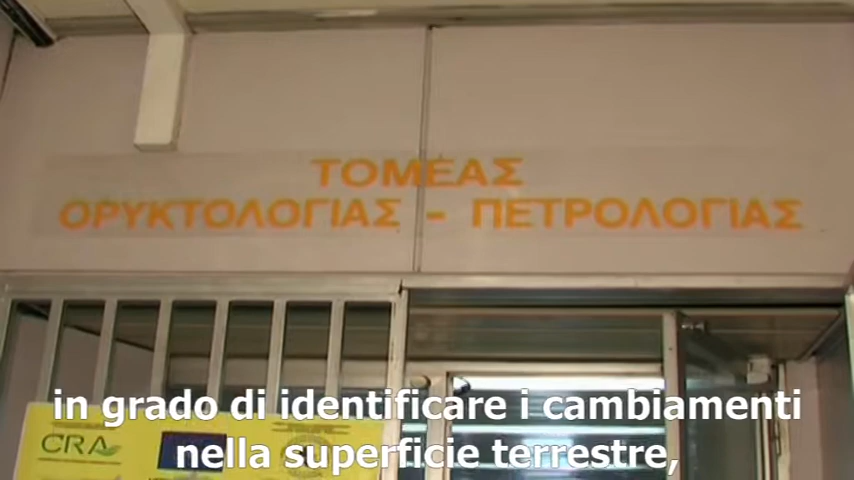 ΤΟΜΕΑΣ
ΟΡΥΚΤΟΛΟΓΙΑΣ - ΠΕΤΡΟΛΟΓΙΑΣ
in grado di identificare i cambiamenti
nella superficie terrestre,
CRA